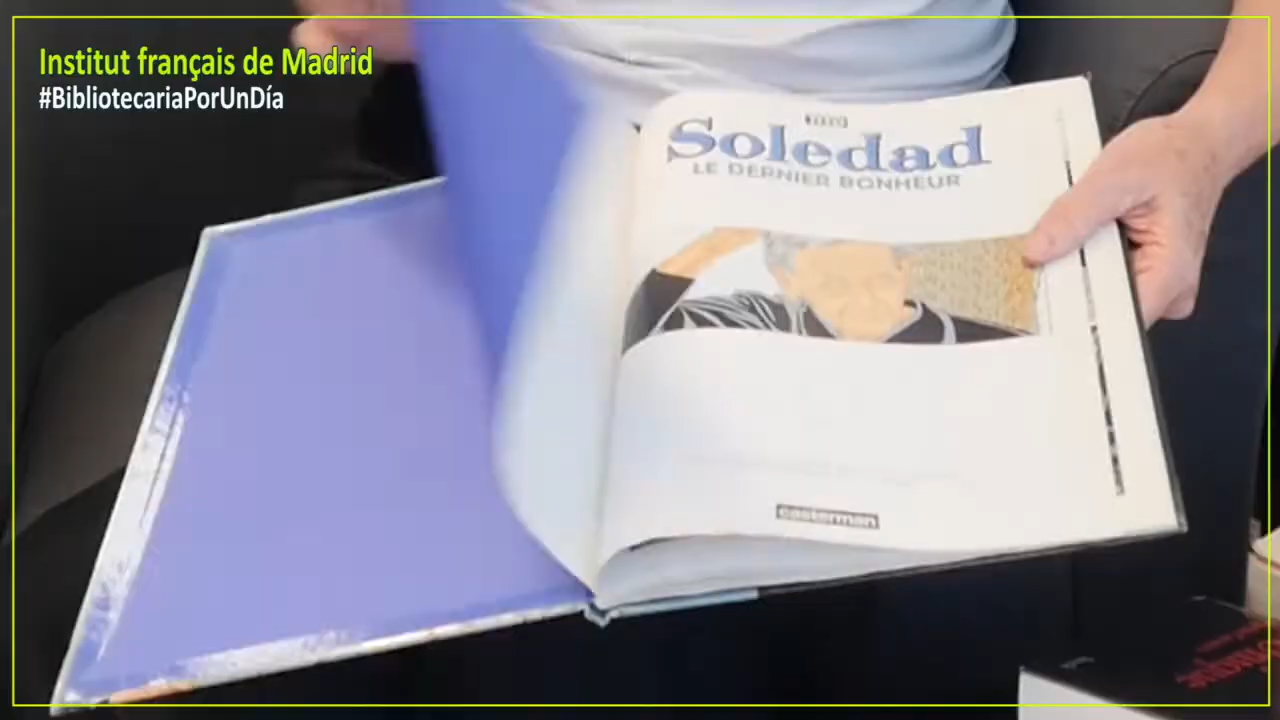 Institut français de Madrid
#BibliotecariaPorUnDía
Soledad
LE DERNIER BONHEUR
casterman